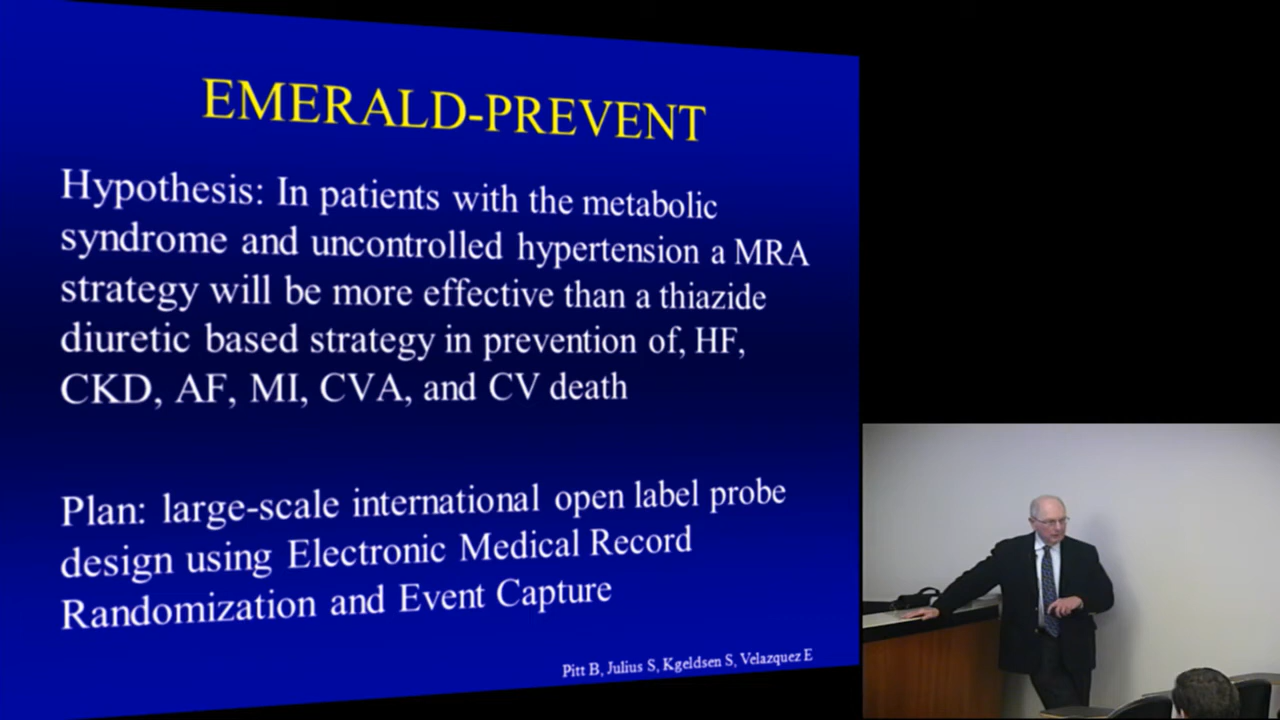 EMERALD-PREVENT
Hypothesis: In patients with the metabolic
syndrome and uncontrolled hypertension a MRA
strategy will be more effective than a thiazide
diuretic based strategy in prevention of, HF,
CKD, AF, MI, CVA, and CV death
Plan: large-scale international open label probe
design using Electronic Medical Record
Randomization and Event Capture
Pitt B, Julius S, Kgeldsen S, Velazquez E